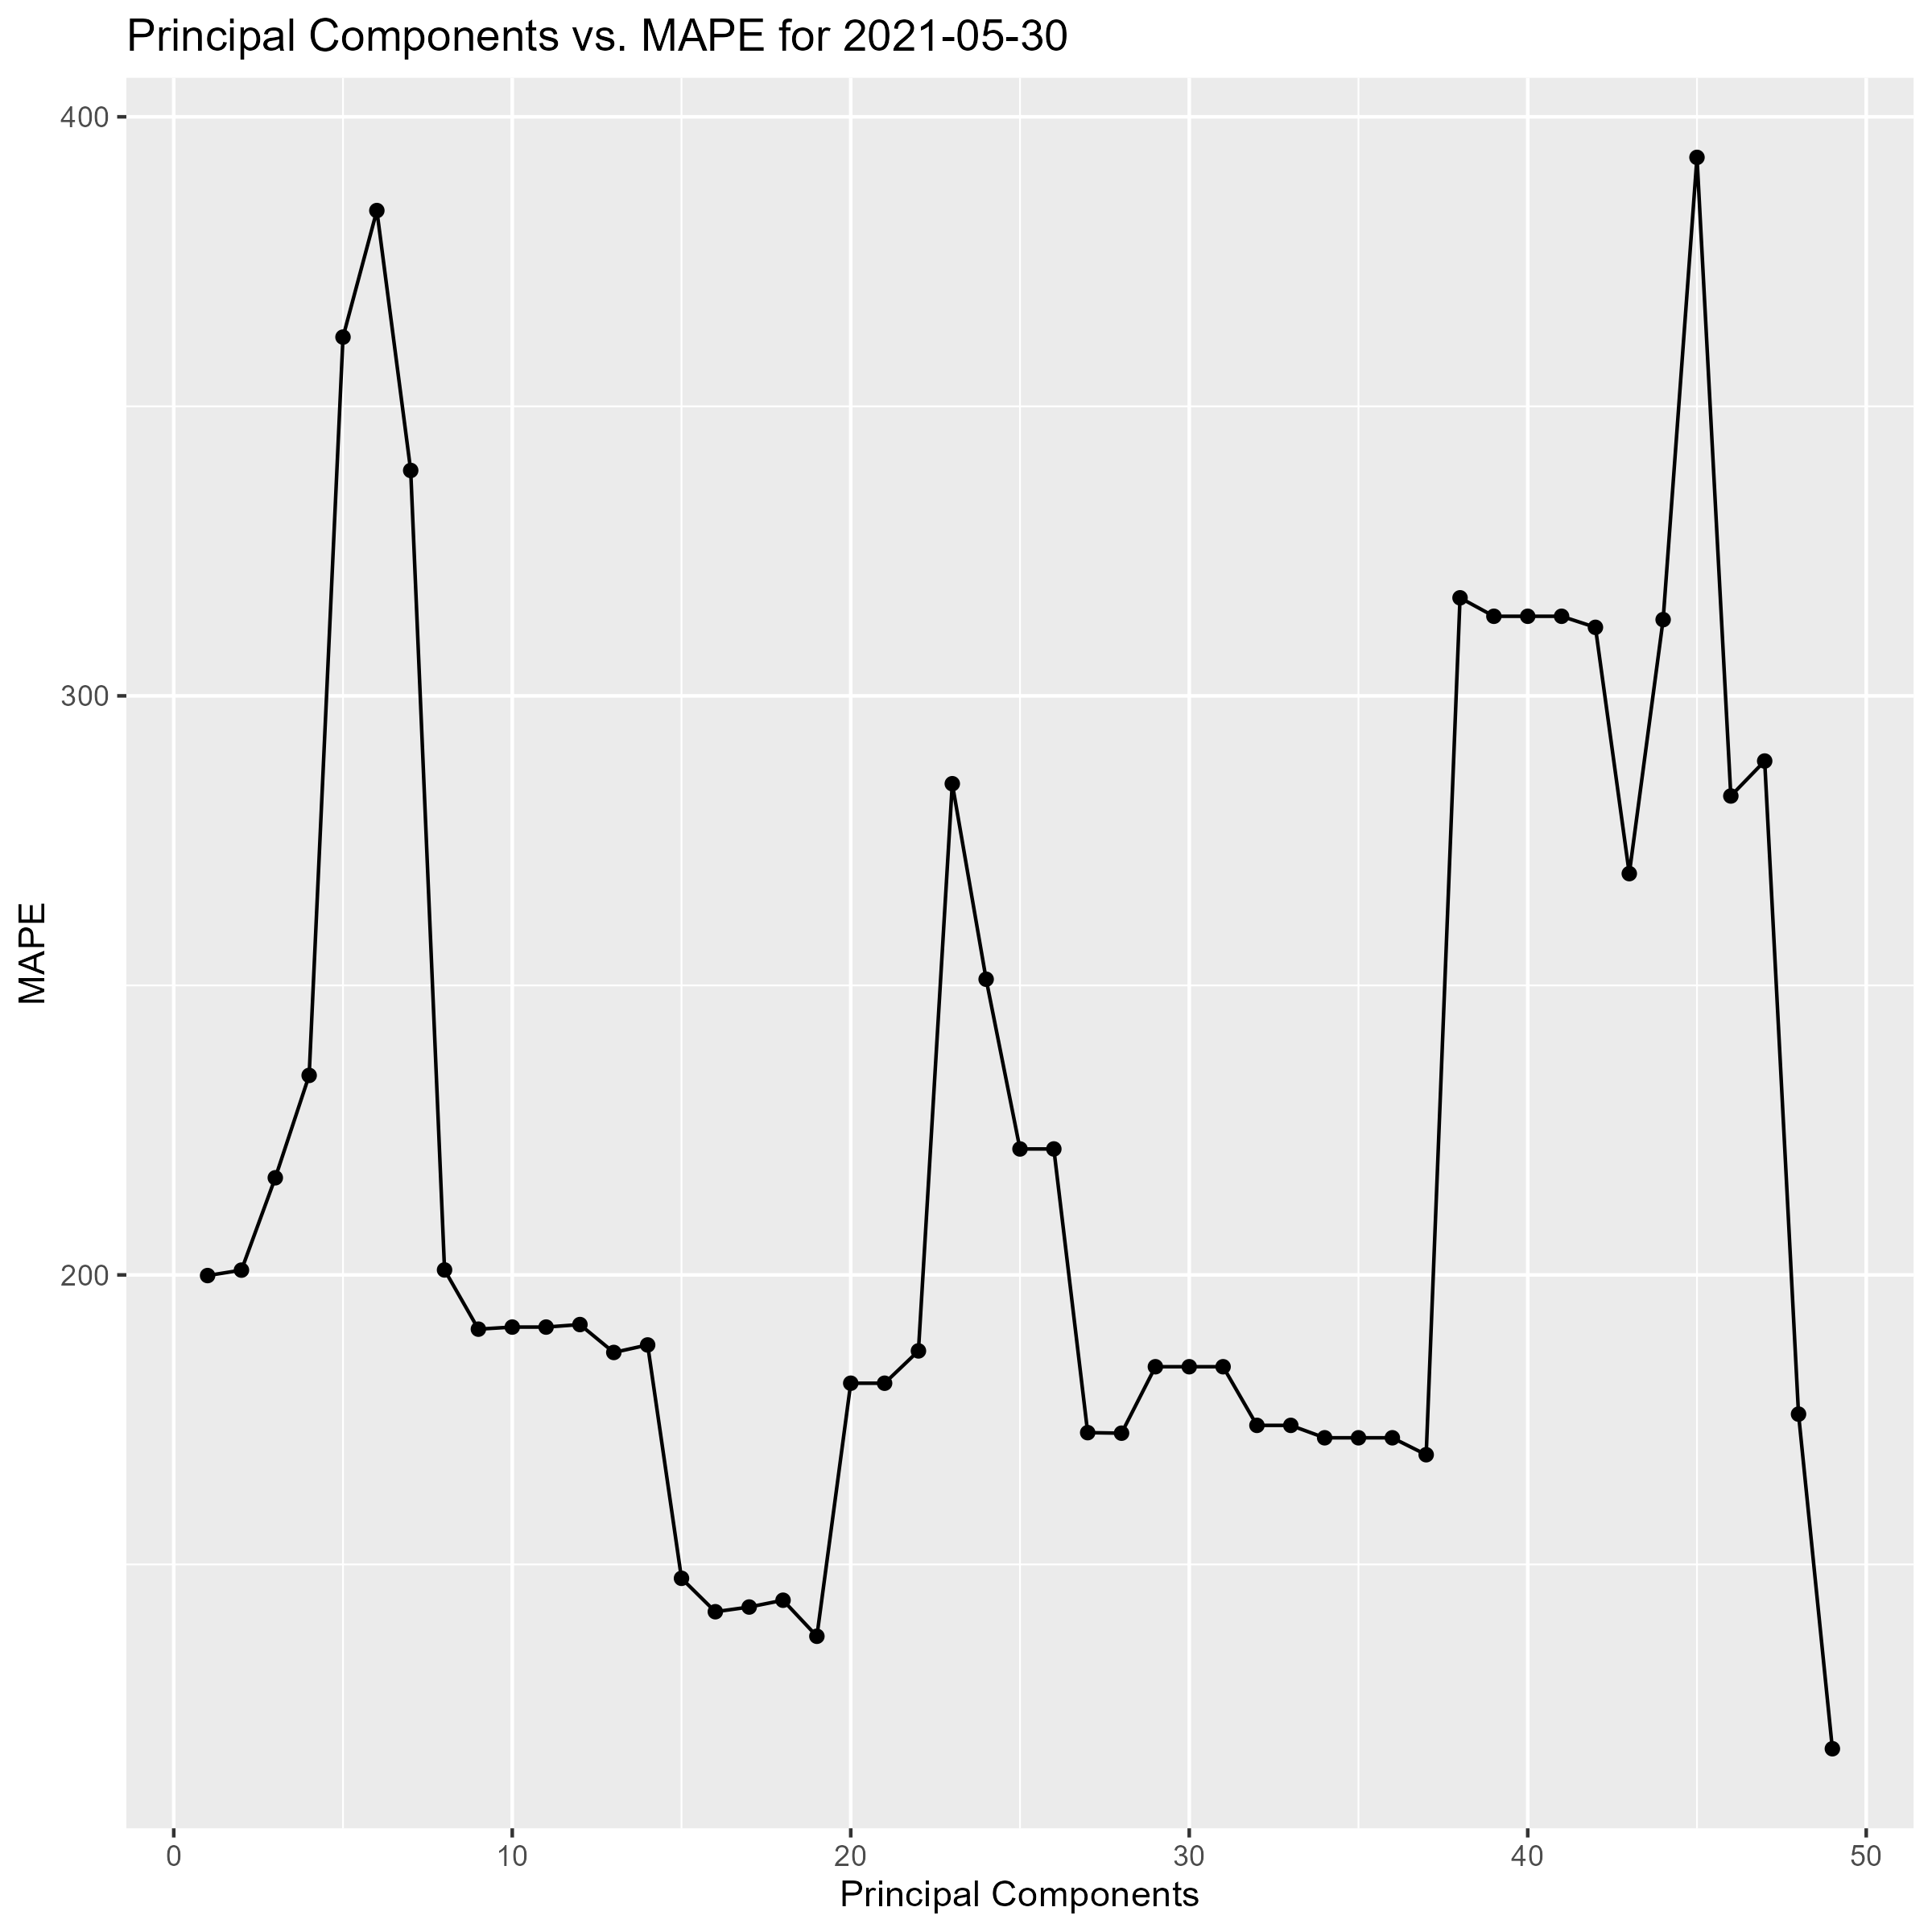 Principal Components vs. MAPE for 2021-05-30
400
300
200
MAPE
0 10 20 30 40 50
Principal Components